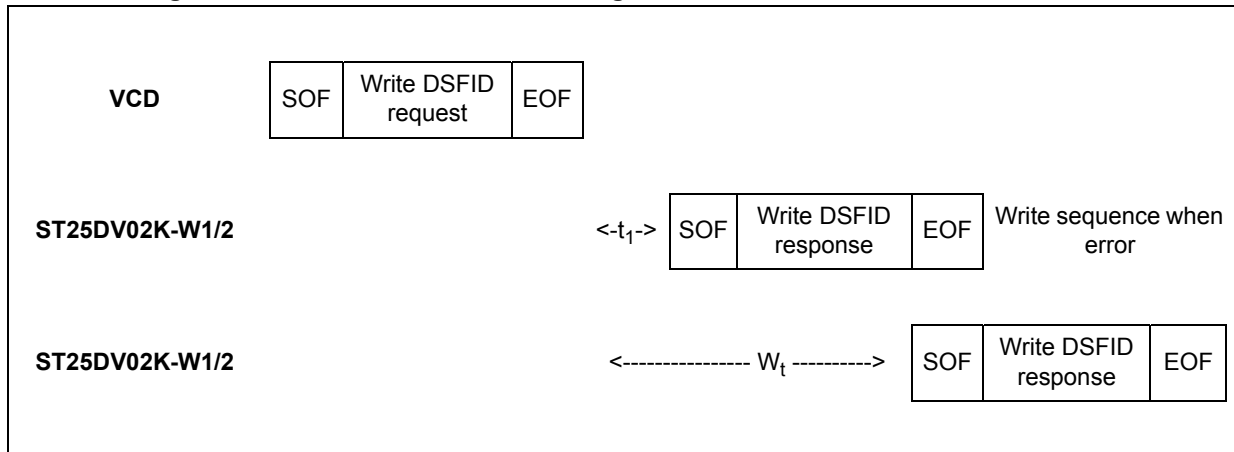 VCD SOF Write DSFID request EOF
ST25DV02K-W1/2 <-t₁-> SOF Write DSFID response EOF Write sequence when error
ST25DV02K-W1/2 <---------------- Wₜ ----------> SOF Write DSFID response EOF